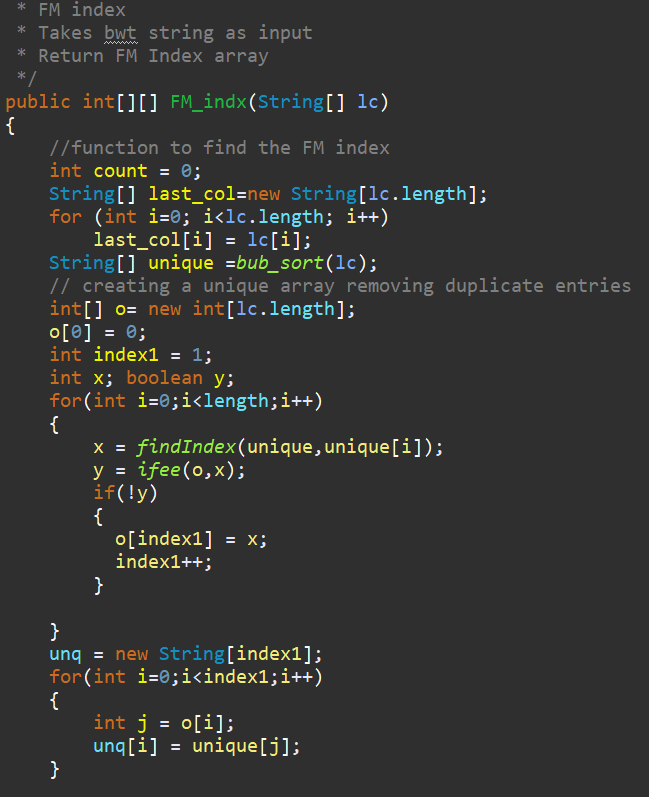 * FM index
* Takes bwt string as input
* Return FM Index array
*/
public int[][] FM_indx(String[] lc)
{
//function to find the FM index
int count = 0;
String[] last_col=new String[lc.length];
for (int i=0; i<lc.length; i++)
last_col[i] = lc[i];
String[] unique =bub_sort(lc);
// creating a unique array removing duplicate entries
int[] o= new int[lc.length];
o[0] = 0;
int index1 = 1;
int x; boolean y;
for(int i=0;i<length;i++)
{
x = findIndex(unique,unique[i]);
y = ifee(o,x);
if(!y)
{
o[index1] = x;
index1++;
}
}
unq = new String[index1];
for(int i=0;i<index1;i++)
{
int j = o[i];
unq[i] = unique[j];
}